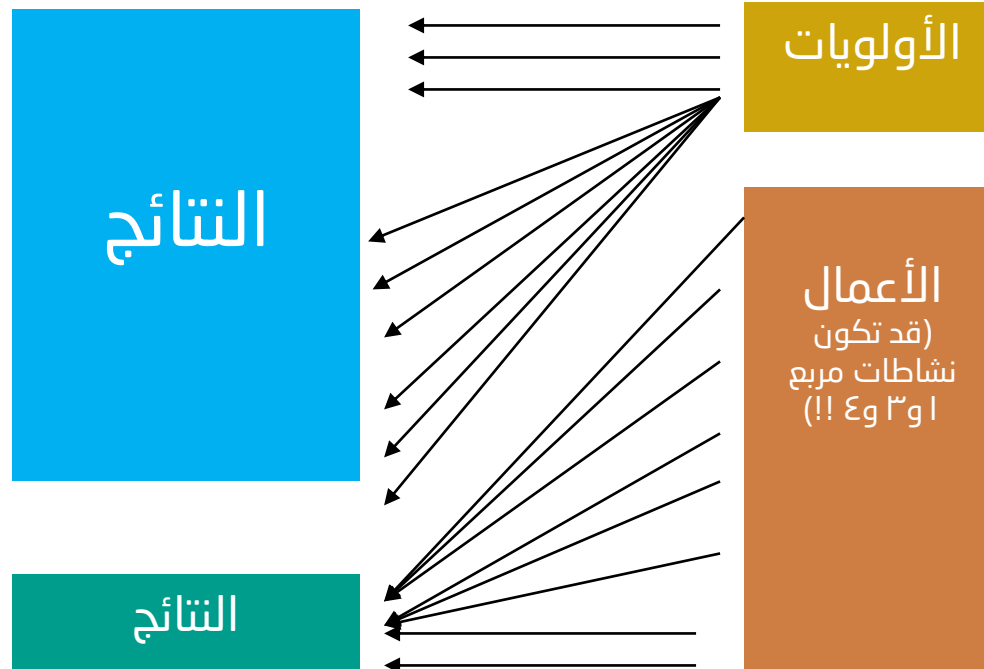 الأولويات
النتائج
الأعمال
(قد تكون
نشاطات مربع
١ و٣ و٤ !!)
النتائج